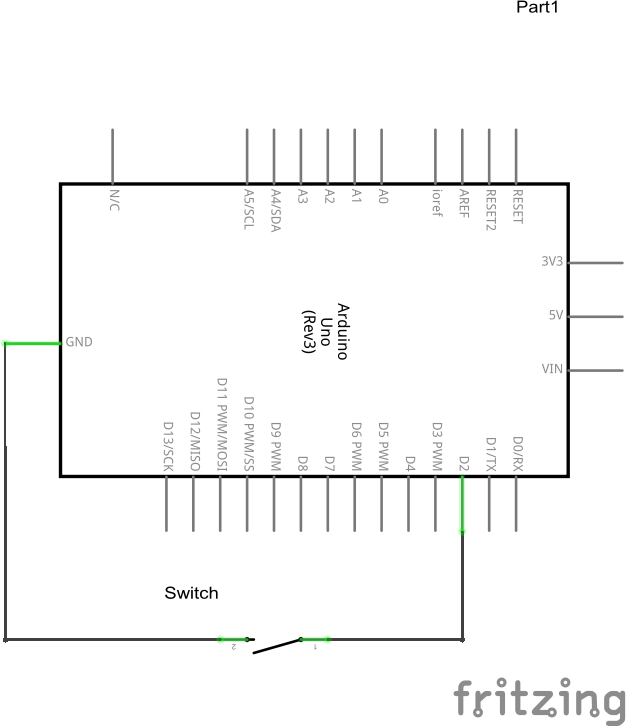 Part1
N/C
A5/SCL
A4/SDA
A3
A2
A1
A0
ioref
AREF
RESET2
RESET
3V3
5V
VIN
Arduino
Uno
(Rev3)
GND
D13/SCK
D12/MISO
D11 PWM/MOSI
D10 PWM/SS
D9 PWM
D8
D7
D6 PWM
D5 PWM
D4
D3 PWM
D2
D1/TX
D0/RX
Switch
2
1
fritzing